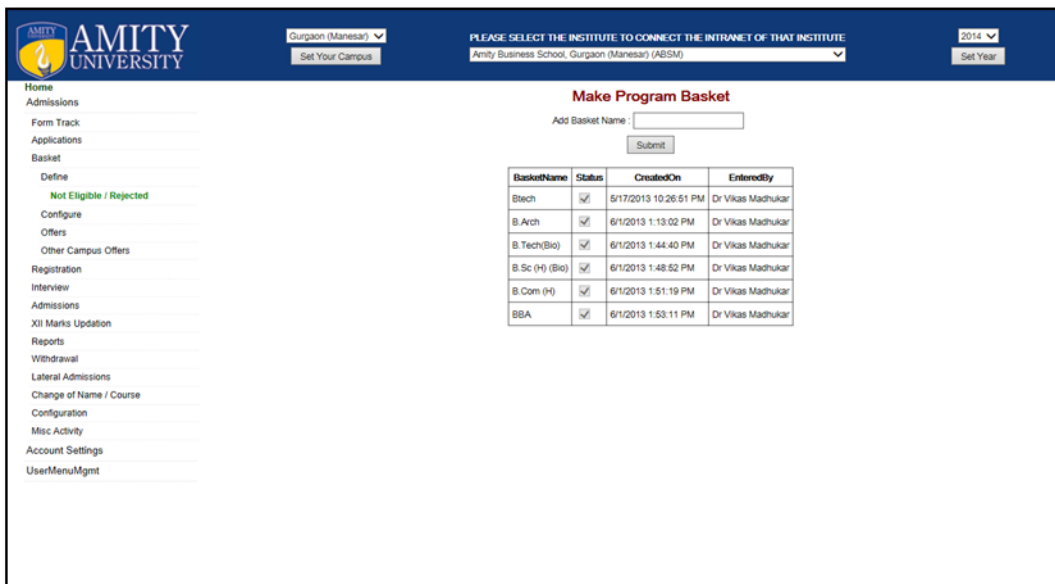 AMITY
AMITY
UNIVERSITY
Gurgaon (Manesar)
Set Your Campus
PLEASE SELECT THE INSTITUTE TO CONNECT THE INTRANET OF THAT INSTITUTE
Amity Business School, Gurgaon (Manesar) (ABSM)
2014
Set Year
Home
Admissions
Form Track
Applications
Basket
Define
Not Eligible / Rejected
Configure
Offers
Other Campus Offers
Registration
Interview
Admissions
XII Marks Updation
Reports
Withdrawal
Lateral Admissions
Change of Name / Course
Configuration
Misc Activity
Account Settings
UserMenuMgmt
Make Program Basket
Add Basket Name :
Submit
BasketName Status CreatedOn EnteredBy
Btech 5/17/2013 10:26:51 PM Dr Vikas Madhukar
B.Arch 6/1/2013 1:13:02 PM Dr Vikas Madhukar
B.Tech(Bio) 6/1/2013 1:44:40 PM Dr Vikas Madhukar
B.Sc (H) (Bio) 6/1/2013 1:48:52 PM Dr Vikas Madhukar
B.Com (H) 6/1/2013 1:51:19 PM Dr Vikas Madhukar
BBA 6/1/2013 1:53:11 PM Dr Vikas Madhukar